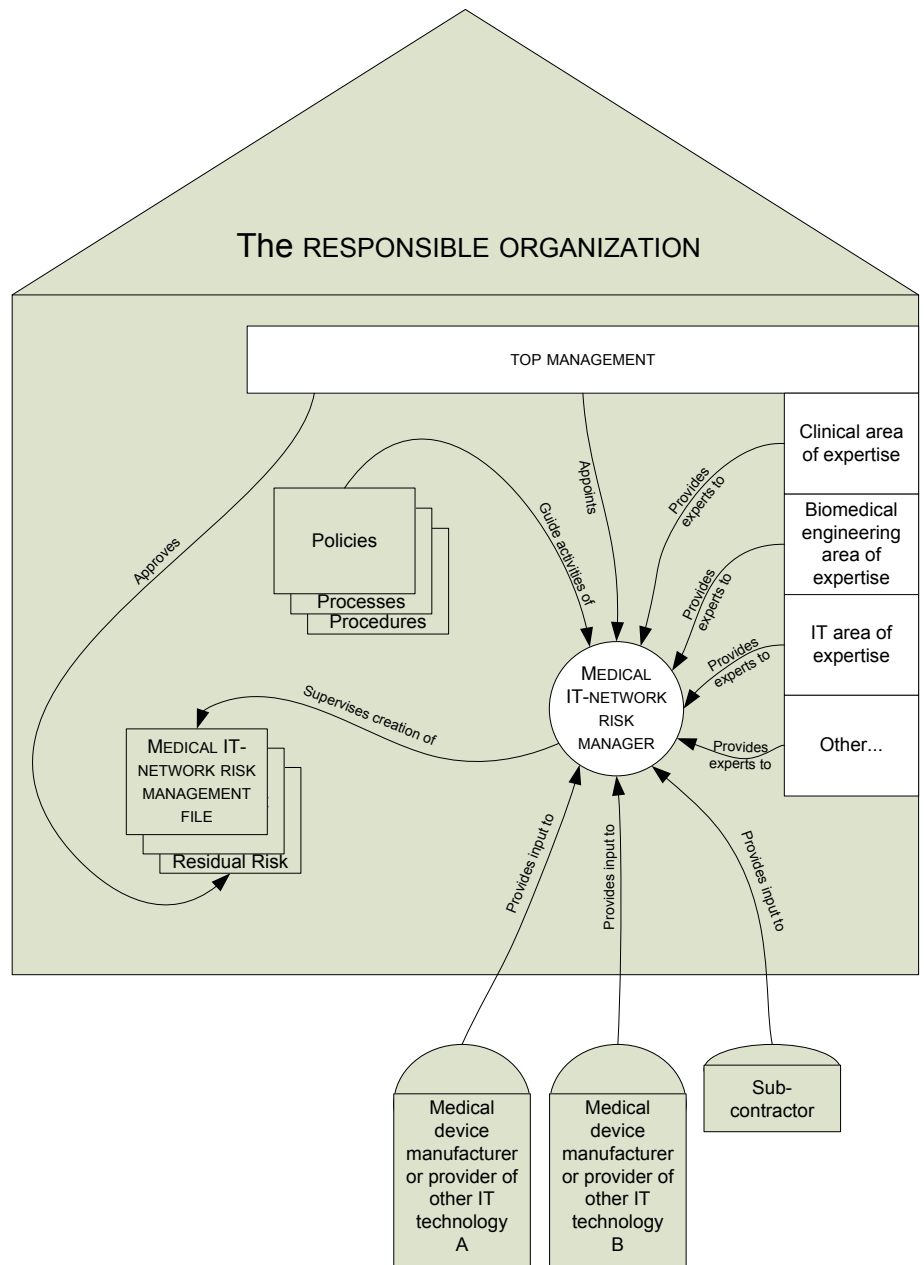 The RESPONSIBLE ORGANIZATION
TOP MANAGEMENT
Clinical area
of expertise
Biomedical
engineering
area of
expertise
IT area of
expertise
Other...
Approves
Appoints
Guide activities of
Provides
experts to
Provides
experts to
Provides
experts to
Provides
experts to
Policies
Processes
Procedures
MEDICAL
IT-NETWORK
RISK
MANAGER
Supervises creation of
MEDICAL IT-
NETWORK RISK
MANAGEMENT
FILE
Residual Risk
Provides input to
Provides input to
Provides input to
Medical
device
manufacturer
or provider of
other IT
technology
A
Medical
device
manufacturer
or provider of
other IT
technology
B
Sub-
contractor